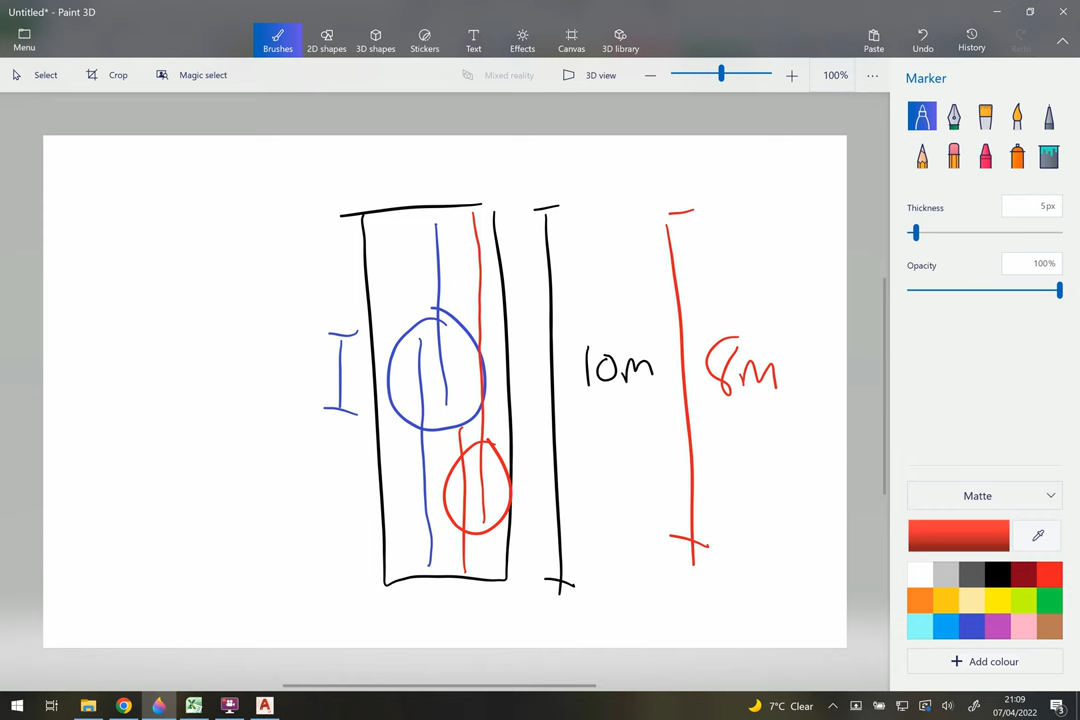 Untitled* - Paint 3D
Menu
Brushes
2D shapes
3D shapes
Stickers
Text
Effects
Canvas
3D library
Paste
Undo
History
Redo
Select
Crop
Magic select
Mixed reality
3D view
100%
Marker
Thickness
5px
Opacity
100%
10m
8m
Matte
Add colour
7°C Clear
21:09
07/04/2022
3